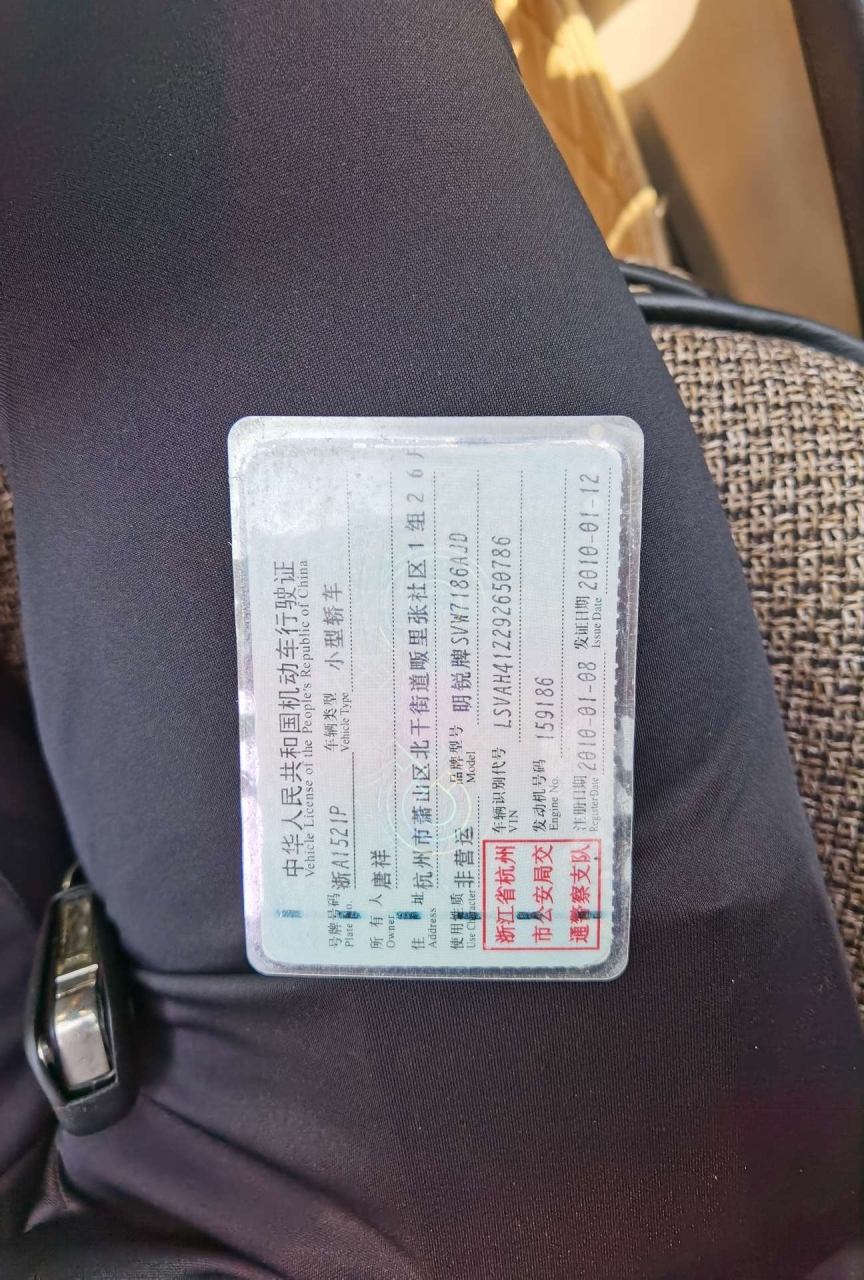 中华人民共和国机动车行驶证
Vehicle License of the People's Republic of China
号牌号码 浙A1521P 车辆类型 小型轿车
Plate No. Vehicle Type
所有人 唐祥
Owner
住址 杭州市萧山区北干街道畈里张社区1组26
Address
使用性质 非营运 品牌型号 明锐牌SVW7186AJD
Use Character Model
浙江省杭州
市公安局交
通警察支队
车辆识别代号 LSVAH41Z292650786
VIN
发动机号码 159186
Engine No.
注册日期 2010-01-08 发证日期 2010-01-12
RegisterDate Issue Date